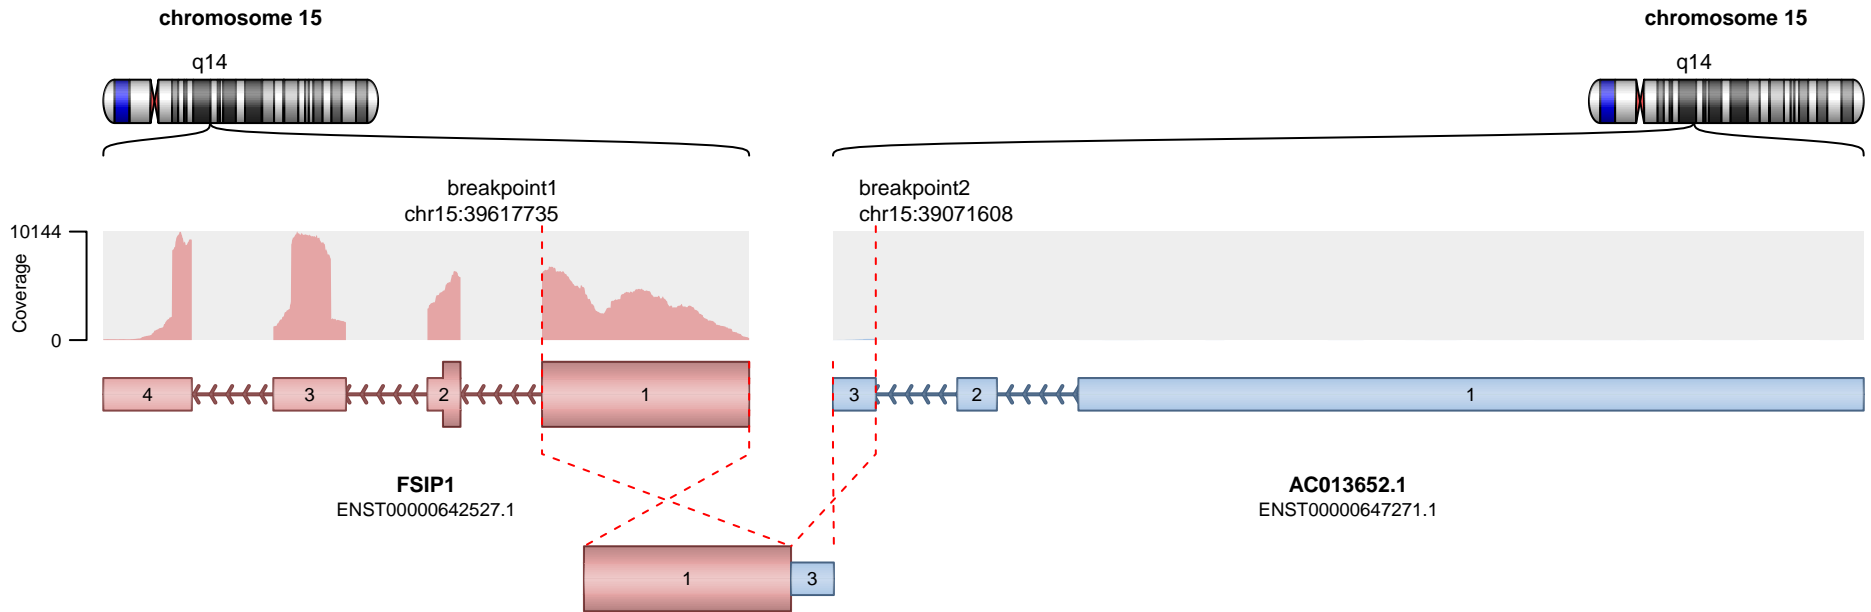 chromosome 15
chromosome 15
q14
q14
breakpoint1
chr15:39617735
breakpoint2
chr15:39071608
10144
Coverage
0
4
3
2
1
3
2
1
FSIP1
ENST00000642527.1
AC013652.1
ENST00000647271.1
1
3